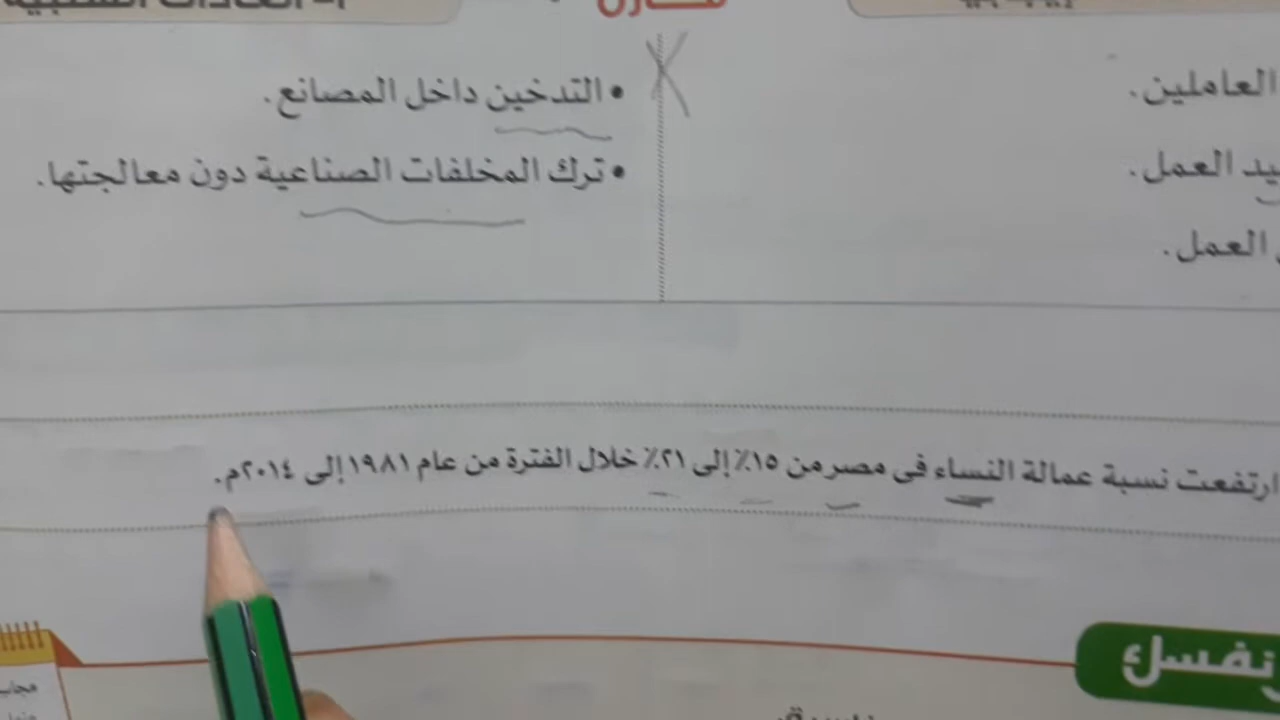 العاملين.
• التدخين داخل المصانع.
العمل.
• ترك المخلفات الصناعية دون معالجتها.
العمل.
ارتفعت نسبة عمالة النساء فى مصر من ١٥٪ إلى ٢١٪ خلال الفترة من عام ١٩٨١ إلى ٢٠١٤م.